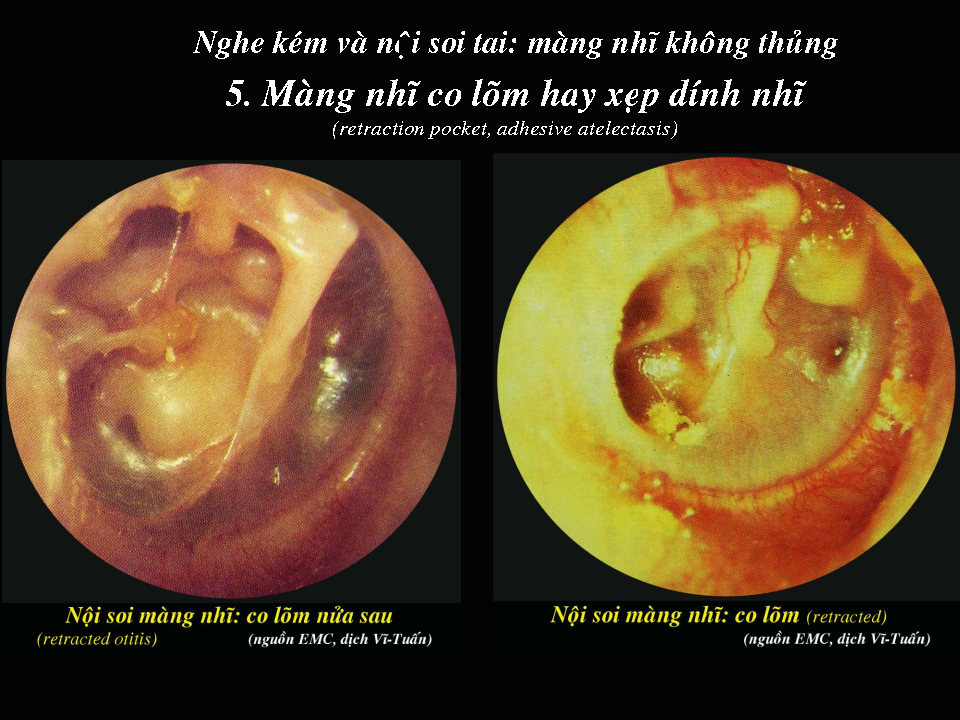 Nghe kém và nội soi tai: màng nhĩ không thủng
5. Màng nhĩ co lõm hay xẹp dính nhĩ
(retraction pocket, adhesive atelectasis)
Nội soi màng nhĩ: co lõm nửa sau
(retracted otitis) (nguồn EMC, dịch Vĩ-Tuấn)
Nội soi màng nhĩ: co lõm (retracted)
(nguồn EMC, dịch Vĩ-Tuấn)